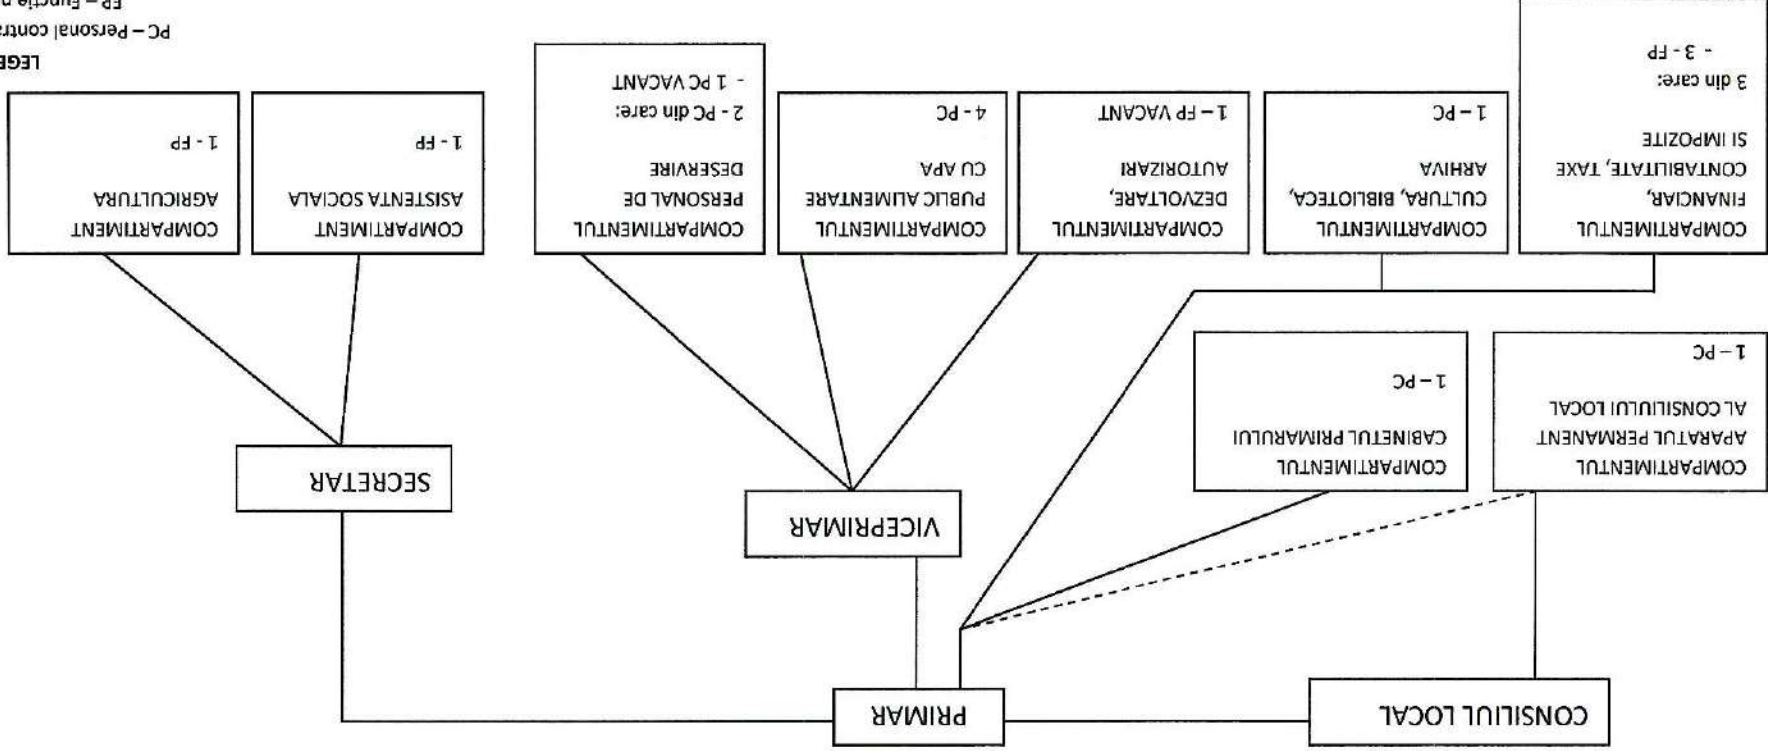 CONSILIUL LOCAL
PRIMAR
VICEPRIMAR
SECRETAR
COMPARTIMENTUL
APARATUL PERMANENT
AL CONSILIULUI LOCAL
1 – PC
COMPARTIMENTUL
CABINETUL PRIMARULUI
1 – PC
COMPARTIMENTUL
FINANCIAR,
CONTABILITATE, TAXE
SI IMPOZITE
3 din care:
- 3 - FP
COMPARTIMENTUL
CULTURA, BIBLIOTECA,
ARHIVA
1 – PC
COMPARTIMENTUL
DEZVOLTARE,
AUTORIZARI
1 – FP VACANT
COMPARTIMENTUL
PUBLIC ALIMENTARE
CU APA
4 - PC
COMPARTIMENTUL
PERSONAL DE
DESERVIRE
2 - PC din care:
- 1 PC VACANT
COMPARTIMENT
ASISTENTA SOCIALA
1 - FP
COMPARTIMENT
AGRICULTURA
1 - FP
PC – Personal
FP – Functie